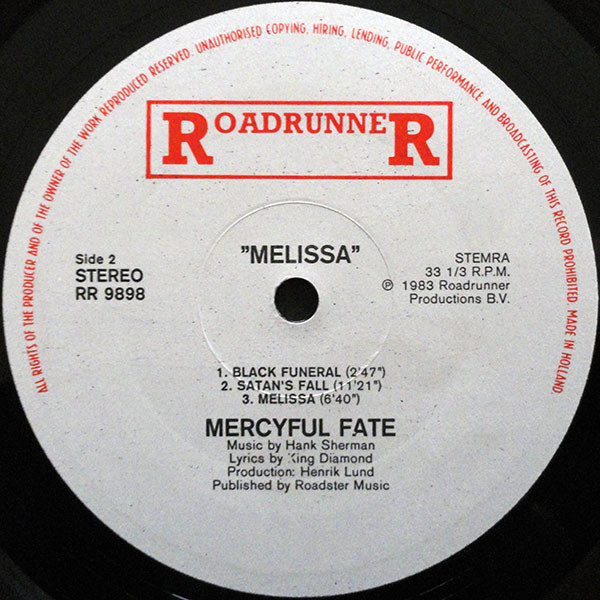 ALL RIGHTS OF THE PRODUCER AND OF THE OWNER OF THE WORK REPRODUCED RESERVED. UNAUTHORISED COPYING, HIRING, LENDING, PUBLIC PERFORMANCE AND BROADCASTING OF THIS RECORD PROHIBITED. MADE IN HOLLAND.
ROADRUNNER
"MELISSA"
Side 2
STEREO
RR 9898
STEMRA
33 1/3 R.P.M.
℗ 1983 Roadrunner
Productions B.V.
1. BLACK FUNERAL (2'47")
2. SATAN'S FALL (11'21")
3. MELISSA (6'40")
MERCYFUL FATE
Music by Hank Sherman
Lyrics by King Diamond
Production: Henrik Lund
Published by Roadster Music